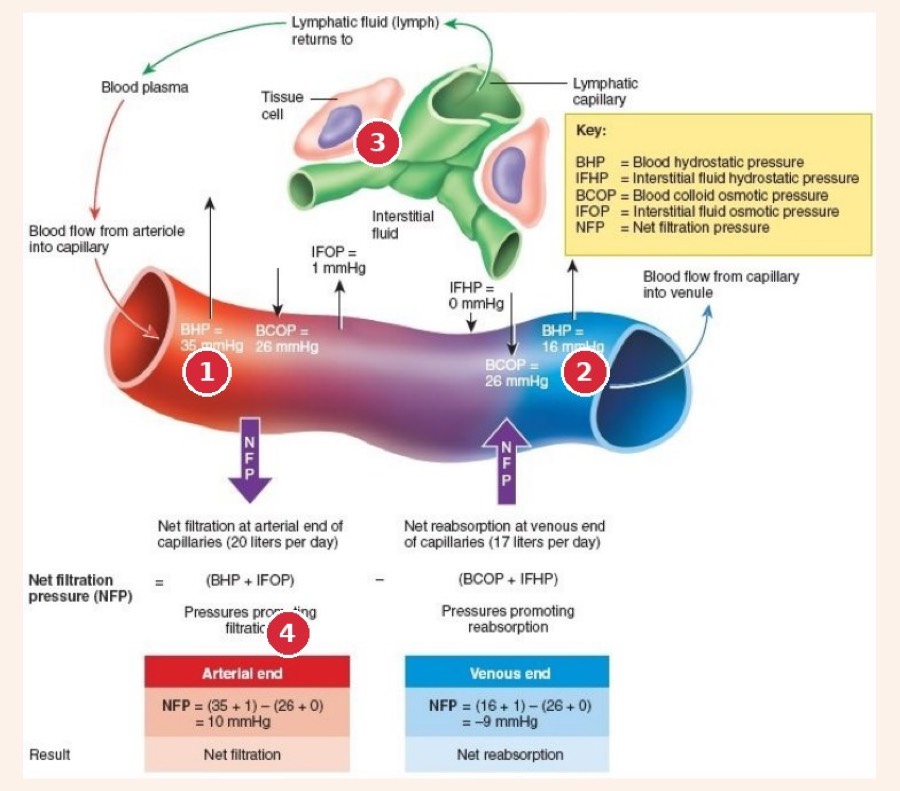 Lymphatic fluid (lymph)
returns to
Blood plasma
Tissue
cell
Lymphatic
capillary
3
Key:
BHP = Blood hydrostatic pressure
IFHP = Interstitial fluid hydrostatic pressure
BCOP = Blood colloid osmotic pressure
IFOP = Interstitial fluid osmotic pressure
NFP = Net filtration pressure
Interstitial
fluid
Blood flow from arteriole
into capillary
IFOP =
1 mmHg
IFHP =
0 mmHg
Blood flow from capillary
into venule
BHP =
35 mmHg
BCOP =
26 mmHg
BHP =
16 mmHg
BCOP =
26 mmHg
1
2
NFP
NFP
Net filtration at arterial end of
capillaries (20 liters per day)
Net reabsorption at venous end
of capillaries (17 liters per day)
Net filtration = (BHP + IFOP) – (BCOP + IFHP)
pressure (NFP)
Pressures promoting
filtration
4
Pressures promoting
reabsorption
Arterial end
Venous end
NFP = (35 + 1) – (26 + 0)
= 10 mmHg
NFP = (16 + 1) – (26 + 0)
= –9 mmHg
Result Net filtration Net reabsorption